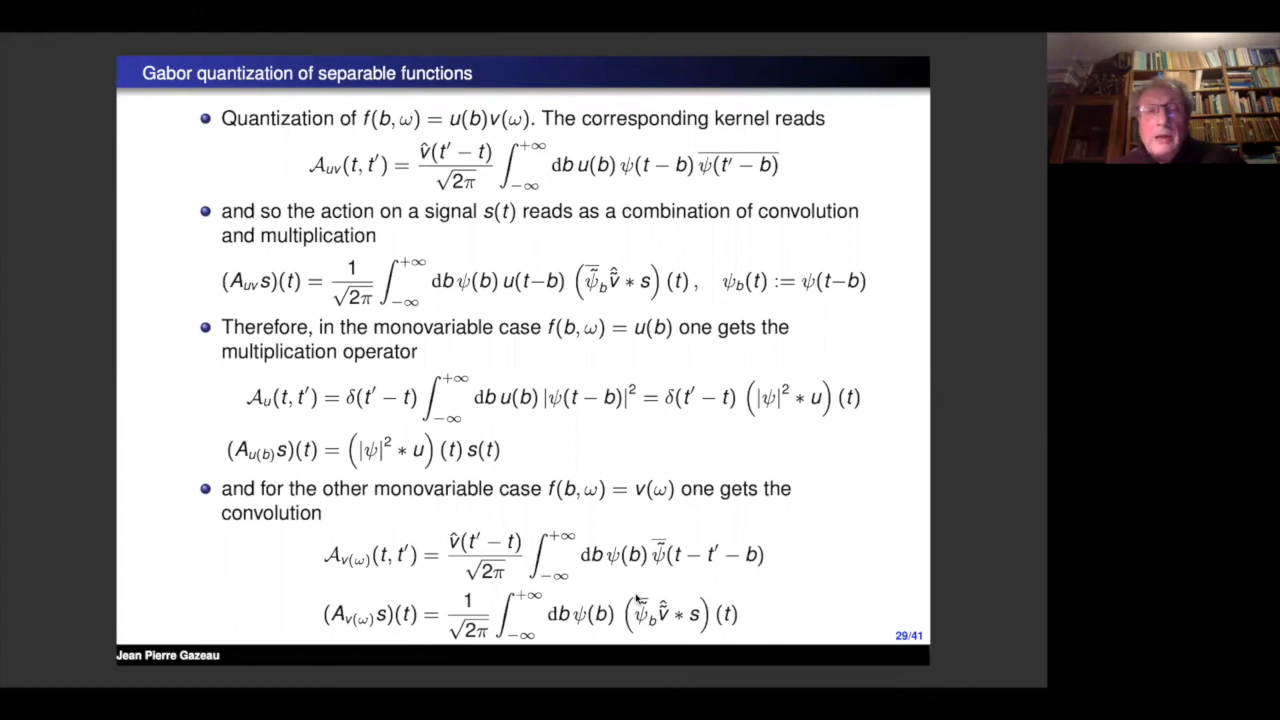 Gabor quantization of separable functions
Quantization of f(b, ω) = u(b)v(ω). The corresponding kernel reads
𝒜_{uv}(t, t′) = \frac{\hat{v}(t′ − t)}{\sqrt{2π}} ∫_{−∞}^{+∞} db u(b) ψ(t − b) \overline{ψ(t′ − b)}
and so the action on a signal s(t) reads as a combination of convolution
and multiplication
(A_{uv}s)(t) = \frac{1}{\sqrt{2π}} ∫_{−∞}^{+∞} db ψ(b) u(t−b) (\overline{\tilde{ψ}}_b \hat{\tilde{v}} ∗ s)(t) , ψ_b(t) := ψ(t−b)
Therefore, in the monovariable case f(b, ω) = u(b) one gets the
multiplication operator
𝒜_u(t, t′) = δ(t′ − t) ∫_{−∞}^{+∞} db u(b) |ψ(t − b)|² = δ(t′ − t) (|ψ|² ∗ u)(t)
(A_{u(b)}s)(t) = (|ψ|² ∗ u)(t) s(t)
and for the other monovariable case f(b, ω) = v(ω) one gets the
convolution
𝒜_{v(ω)}(t, t′) = \frac{\hat{v}(t′ − t)}{\sqrt{2π}} ∫_{−∞}^{+∞} db ψ(b) \overline{\tilde{ψ}}(t − t′ − b)
(A_{v(ω)}s)(t) = \frac{1}{\sqrt{2π}} ∫_{−∞}^{+∞} db ψ(b) (\overline{\tilde{ψ}}_b \hat{\tilde{v}} ∗ s)(t)
29/41
Jean Pierre Gazeau